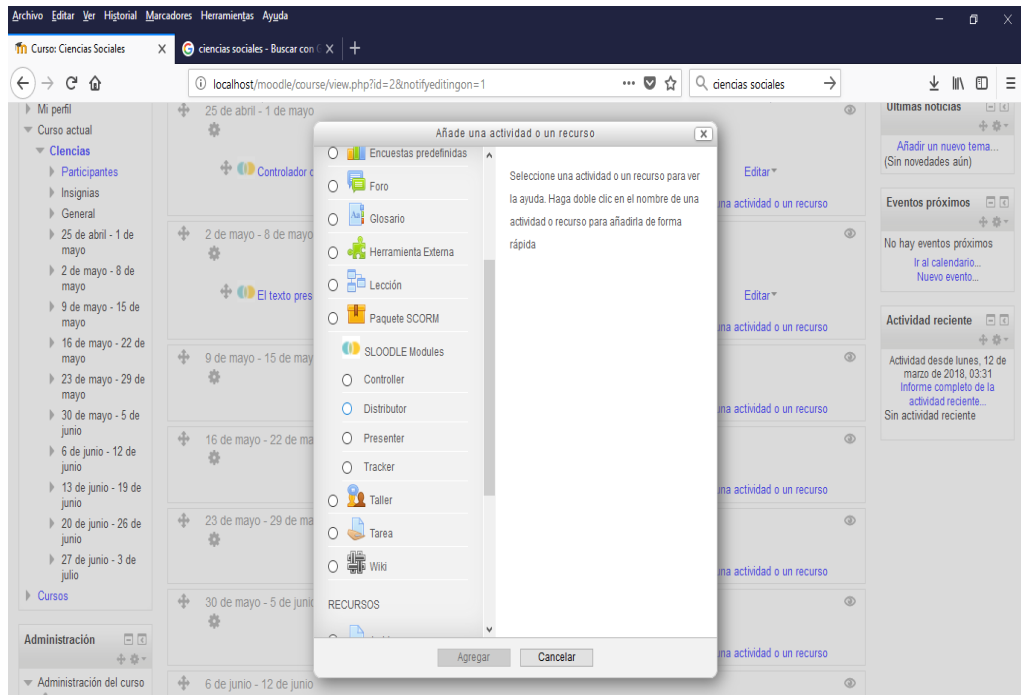 Archivo Editar Ver Historial Marcadores Herramientas Ayuda
Curso: Ciencias Sociales
ciencias sociales - Buscar con
localhost/moodle/course/view.php?id=2&notifyeditingon=1
ciencias sociales
Mi perfil
Curso actual
CIencias
Participantes
Insignias
General
25 de abril - 1 de
mayo
2 de mayo - 8 de
mayo
9 de mayo - 15 de
mayo
16 de mayo - 22 de
mayo
23 de mayo - 29 de
mayo
30 de mayo - 5 de
junio
6 de junio - 12 de
junio
13 de junio - 19 de
junio
20 de junio - 26 de
junio
27 de junio - 3 de
julio
Cursos
Administración
Administración del curso
25 de abril - 1 de mayo
Controlador
Editar
una actividad o un recurso
2 de mayo - 8 de mayo
El texto pres
Editar
una actividad o un recurso
9 de mayo - 15 de may
una actividad o un recurso
16 de mayo - 22 de ma
una actividad o un recurso
23 de mayo - 29 de ma
una actividad o un recurso
30 de mayo - 5 de junio
una actividad o un recurso
6 de junio - 12 de junio
Añade una actividad o un recurso
Encuestas predefinidas
Foro
Glosario
Herramienta Externa
Lección
Paquete SCORM
SLOODLE Modules
Controller
Distributor
Presenter
Tracker
Taller
Tarea
Wiki
RECURSOS
Seleccione una actividad o un recurso para ver
la ayuda. Haga doble clic en el nombre de una
actividad o recurso para añadirla de forma
rápida
Agregar
Cancelar
Últimas noticias
Añadir un nuevo tema...
(Sin novedades aún)
Eventos próximos
No hay eventos próximos
Ir al calendario...
Nuevo evento...
Actividad reciente
Actividad desde lunes, 12 de
marzo de 2018, 03:31
Informe completo de la
actividad reciente...
Sin actividad reciente